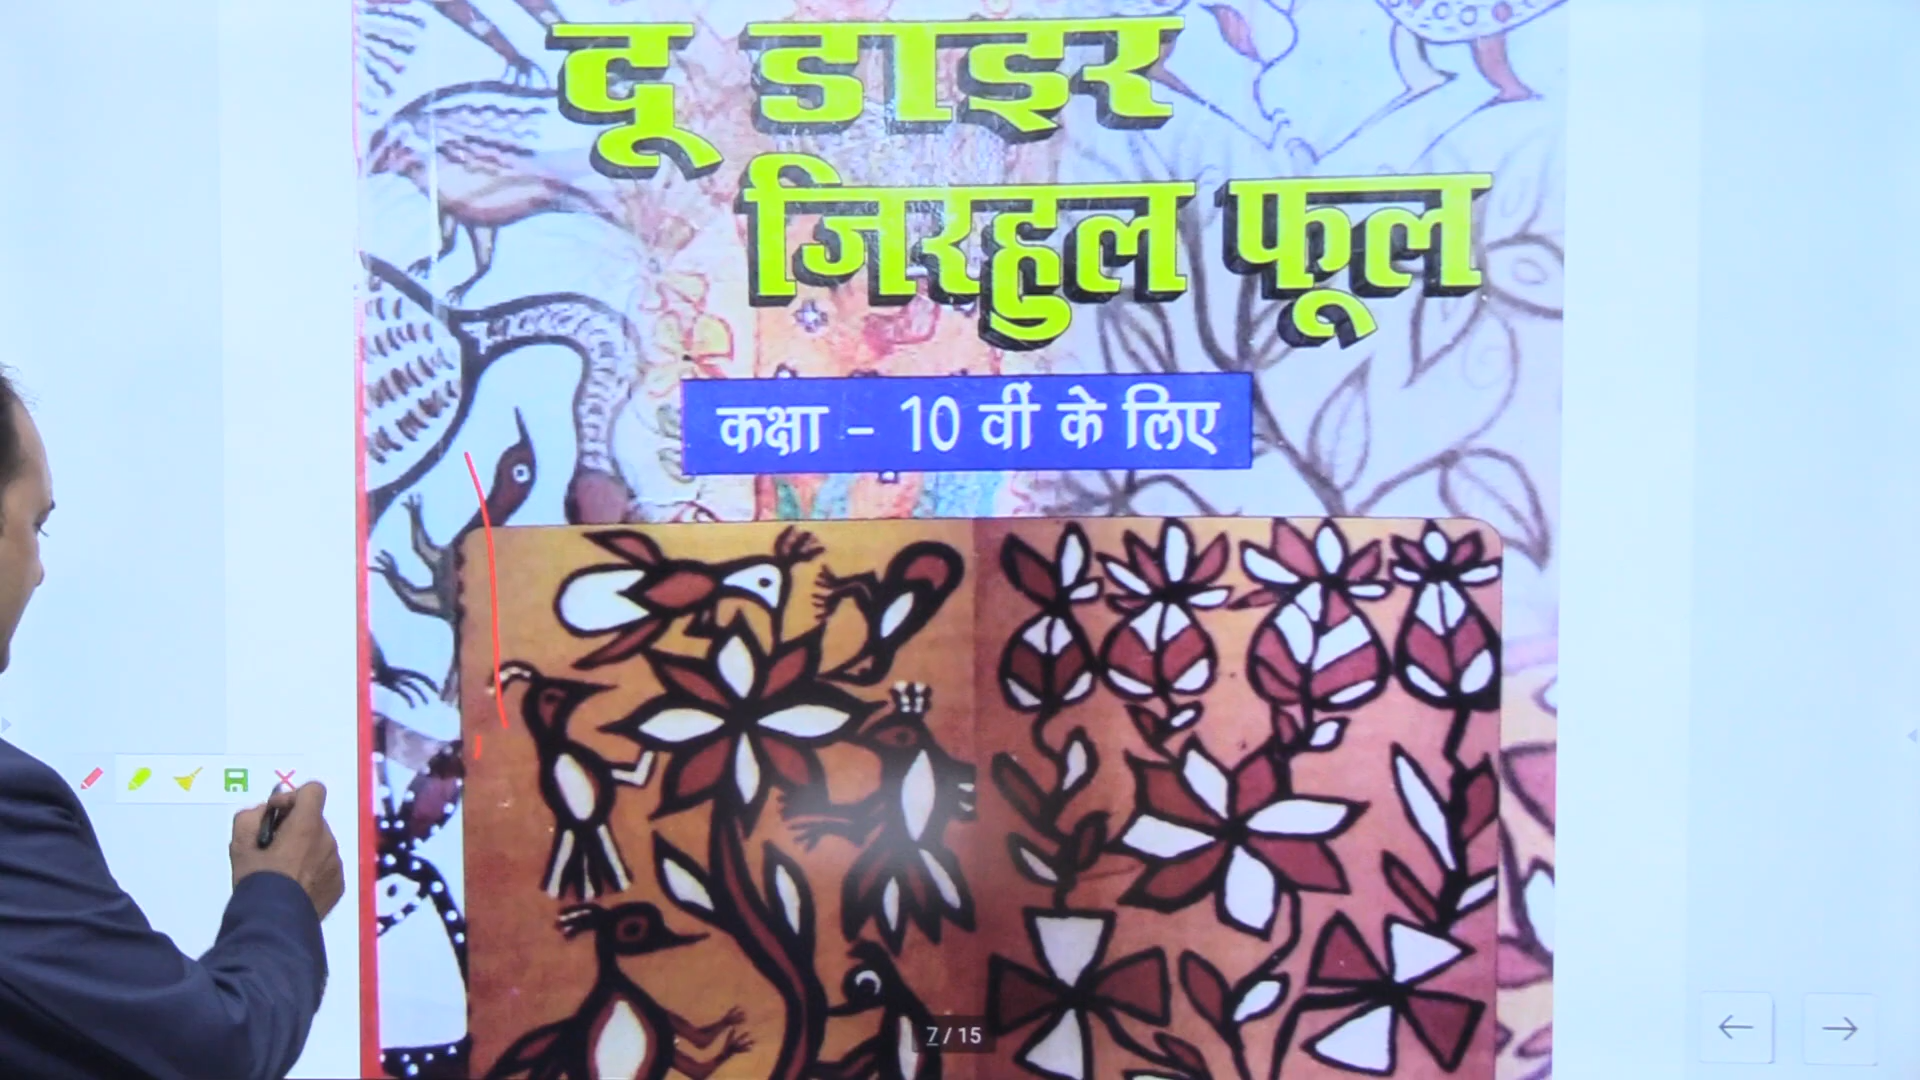 दू डाइर
जिरहुल फूल
कक्षा – 10 वीं के लिए
7 / 15